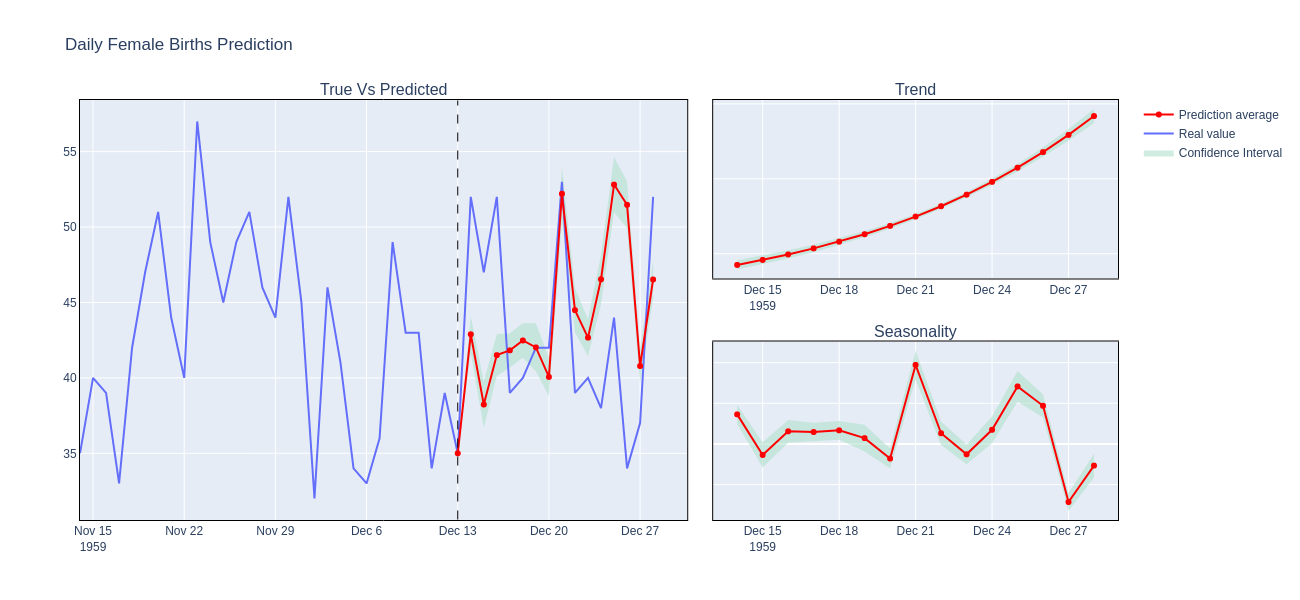 Daily Female Births Prediction
True Vs Predicted
55
50
45
40
35
Nov 15
1959
Nov 22
Nov 29
Dec 6
Dec 13
Dec 20
Dec 27
Trend
Dec 15
1959
Dec 18
Dec 21
Dec 24
Dec 27
Seasonality
Dec 15
1959
Dec 18
Dec 21
Dec 24
Dec 27
Prediction average
Real value
Confidence Interval